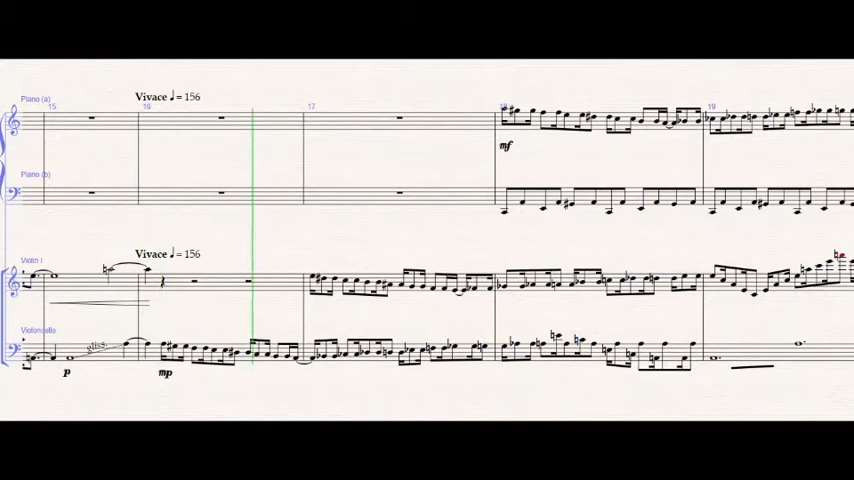 Vivace ♩= 156
Piano (a)
15
16
17
18
19
mf
Piano (b)
Vivace ♩= 156
Violin I
Violoncello
gliss.
p
mp